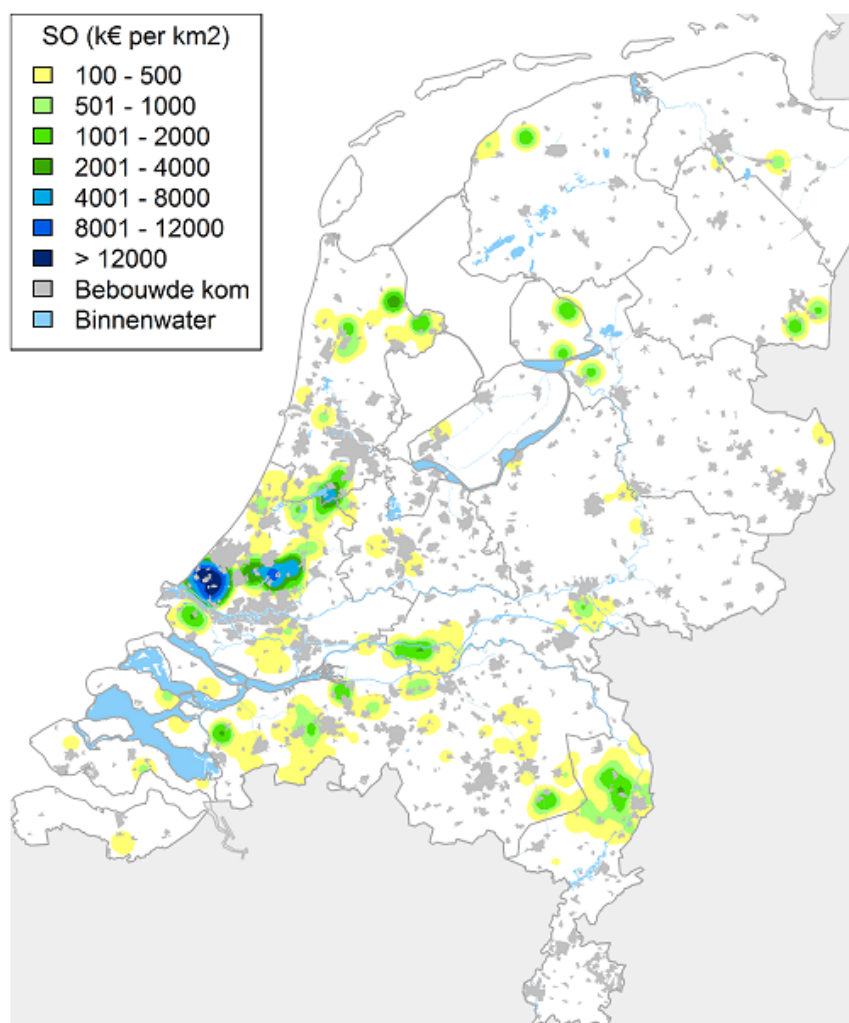 SO (k€ per km2)
100 - 500
501 - 1000
1001 - 2000
2001 - 4000
4001 - 8000
8001 - 12000
> 12000
Bebouwde kom
Binnenwater